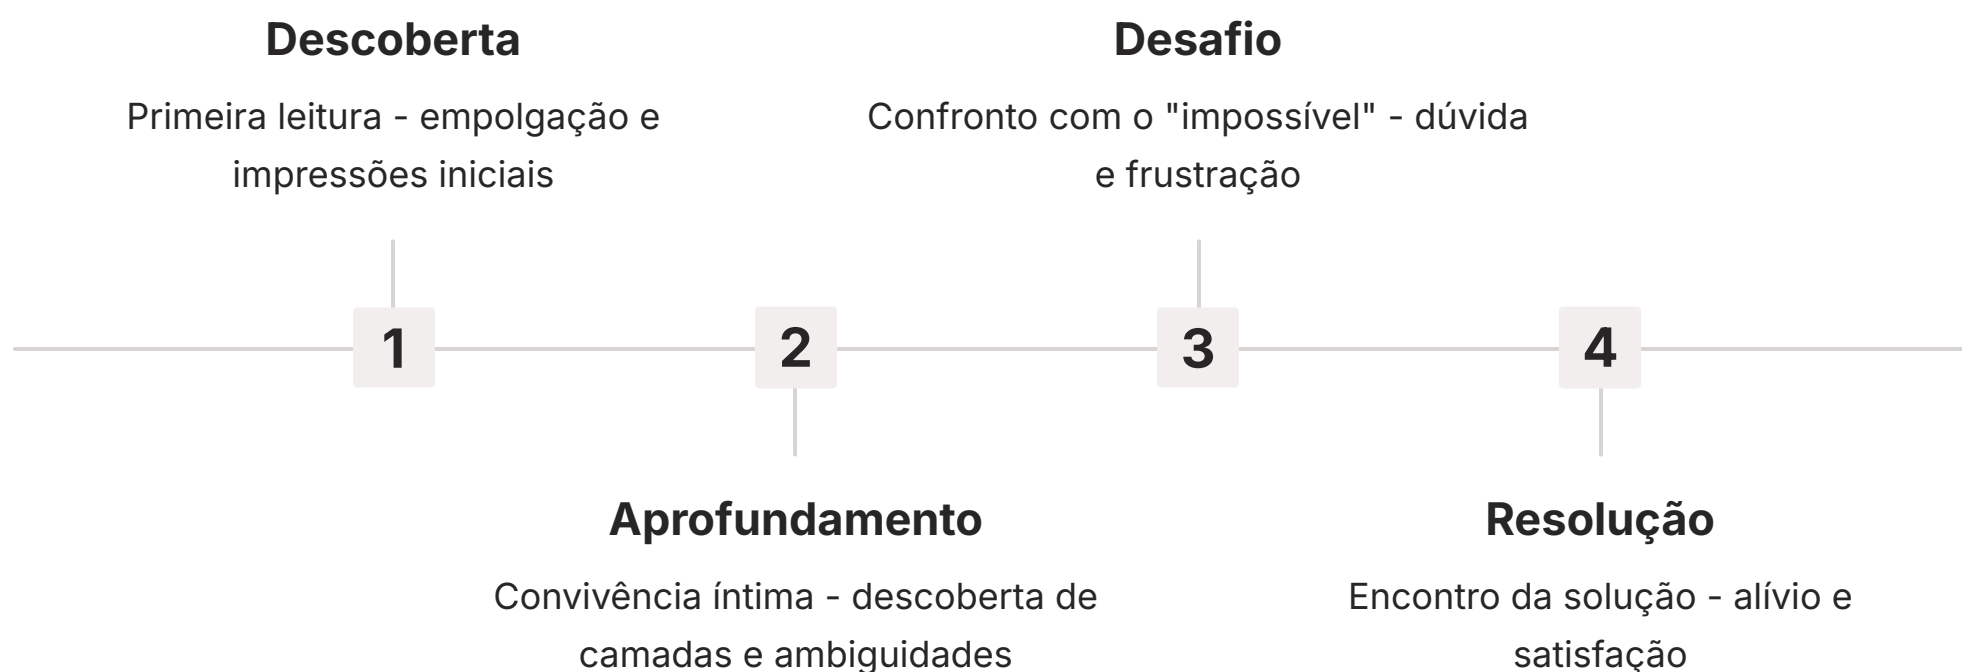 Descoberta
Primeira leitura - empolgação e
impressões iniciais
Desafio
Confronto com o "impossível" - dúvida
e frustração
1
2
3
4
Aprofundamento
Convivência íntima - descoberta de
camadas e ambiguidades
Resolução
Encontro da solução - alívio e
satisfação